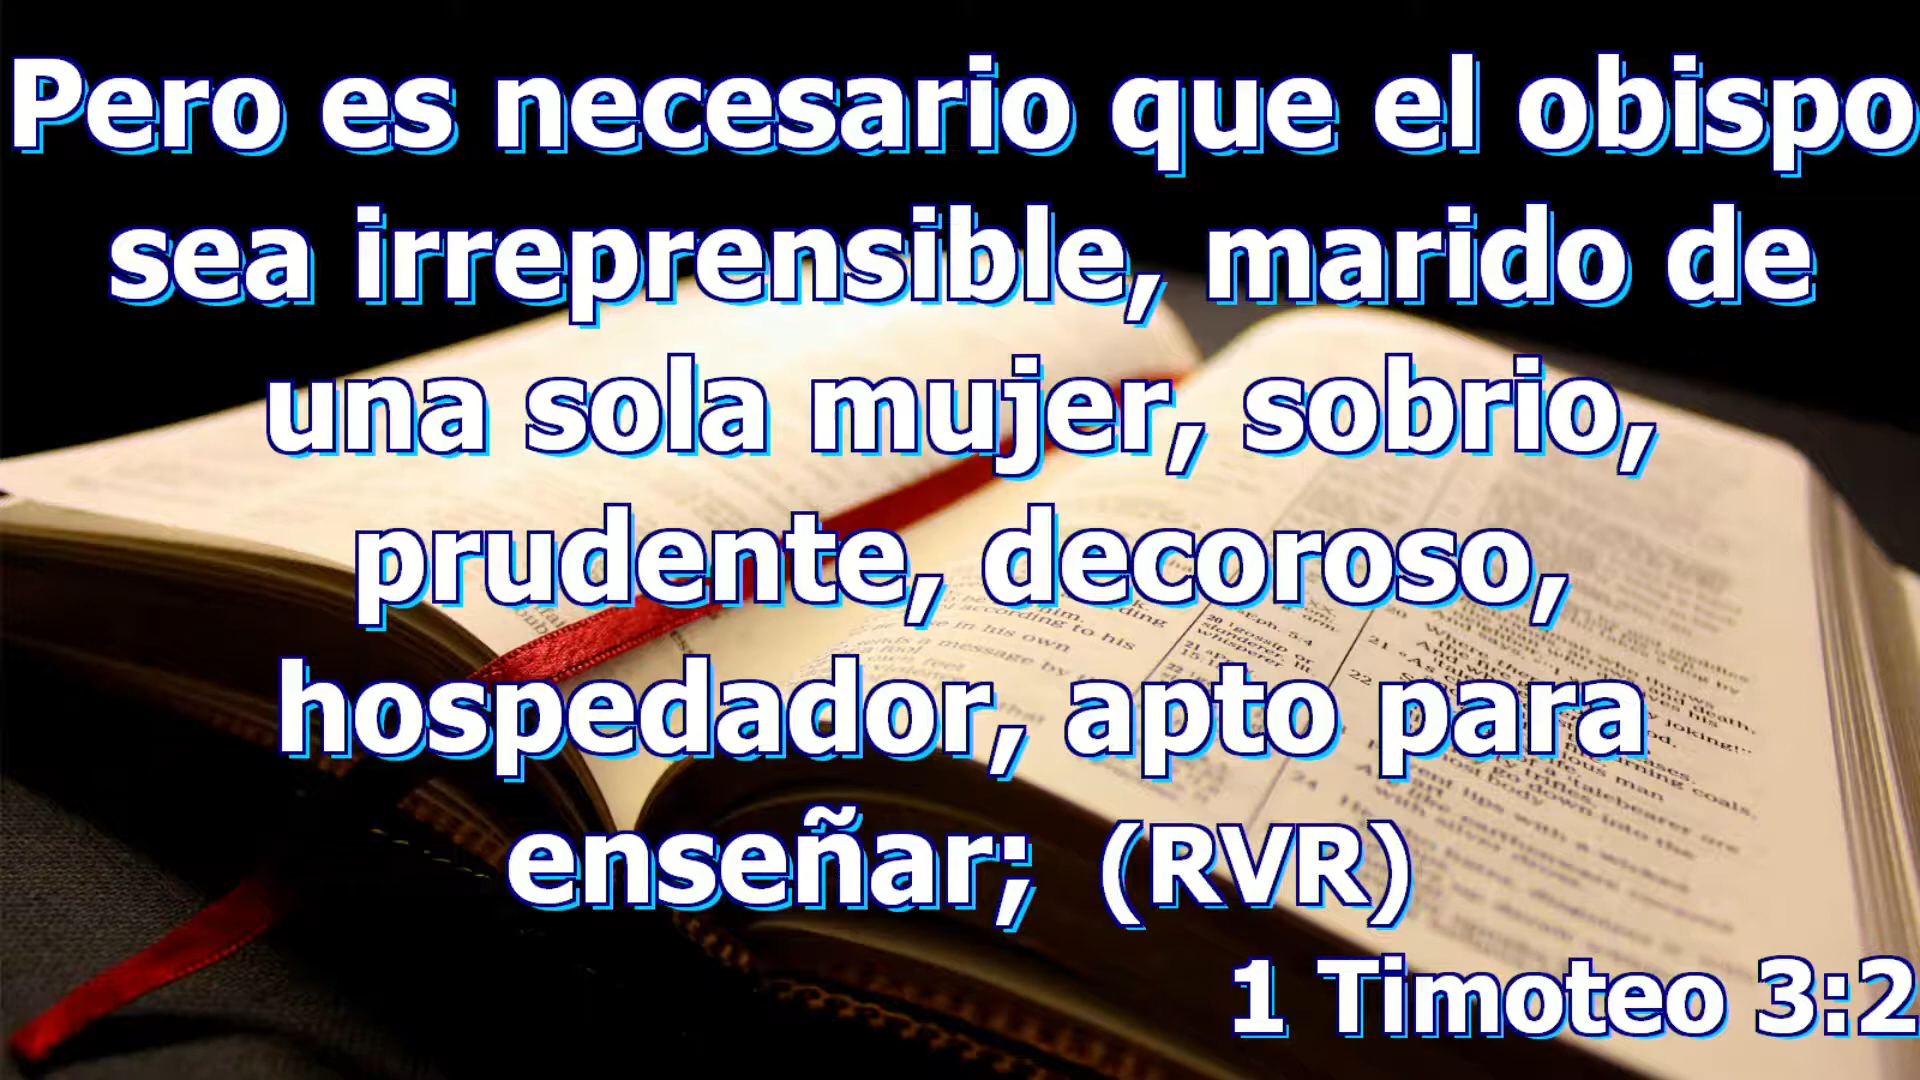 Pero es necesario que el obispo
sea irreprensible, marido de
una sola mujer, sobrio,
prudente, decoroso,
hospedador, apto para
enseñar; (RVR)
1 Timoteo 3:2